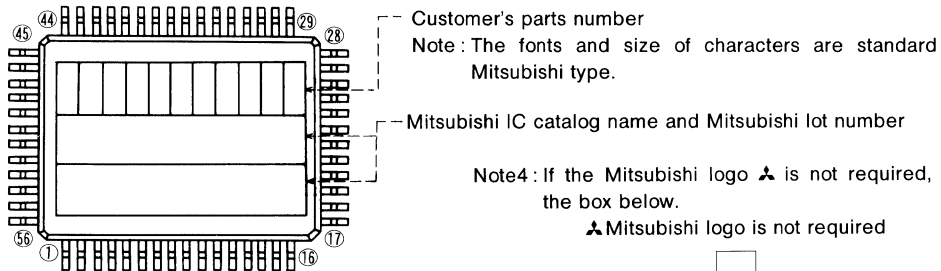 ㊹ ㉙
㊺ ㉘
Customer's parts number
Note : The fonts and size of characters are standard
Mitsubishi type.
Mitsubishi IC catalog name and Mitsubishi lot number
Note4 : If the Mitsubishi logo is not required,
the box below.
Mitsubishi logo is not required
56 ⑰
① ⑯